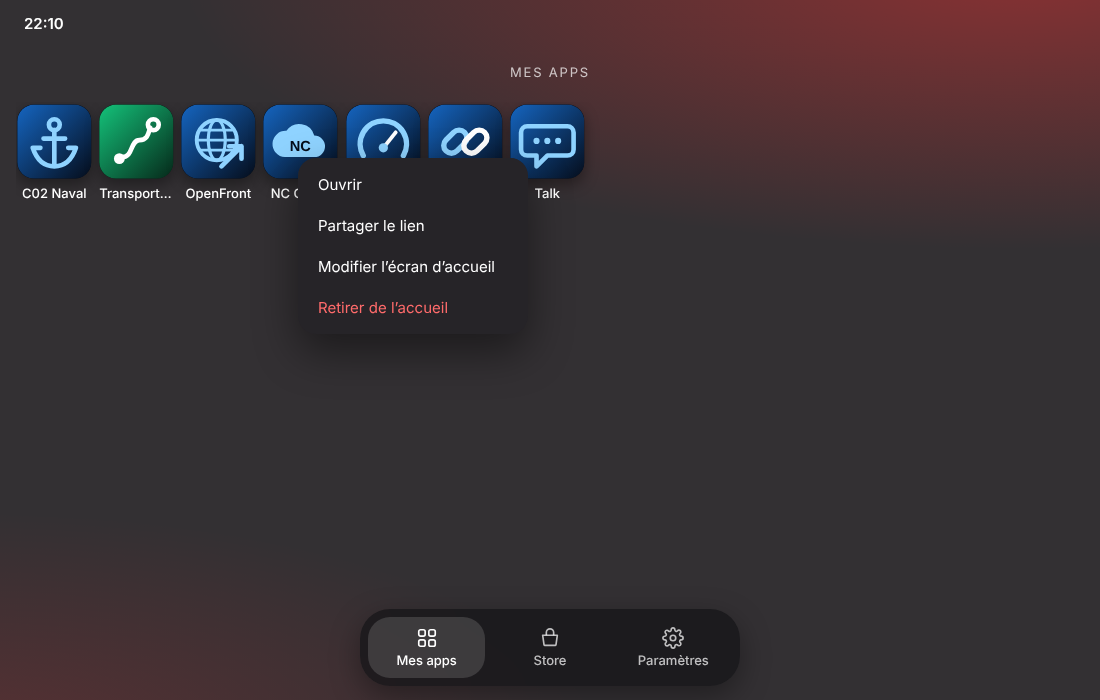 22:10
MES APPS
NC
C02 Naval
Transport...
OpenFront
NC
Talk
Ouvrir
Partager le lien
Modifier l’écran d’accueil
Retirer de l’accueil
Mes apps
Store
Paramètres